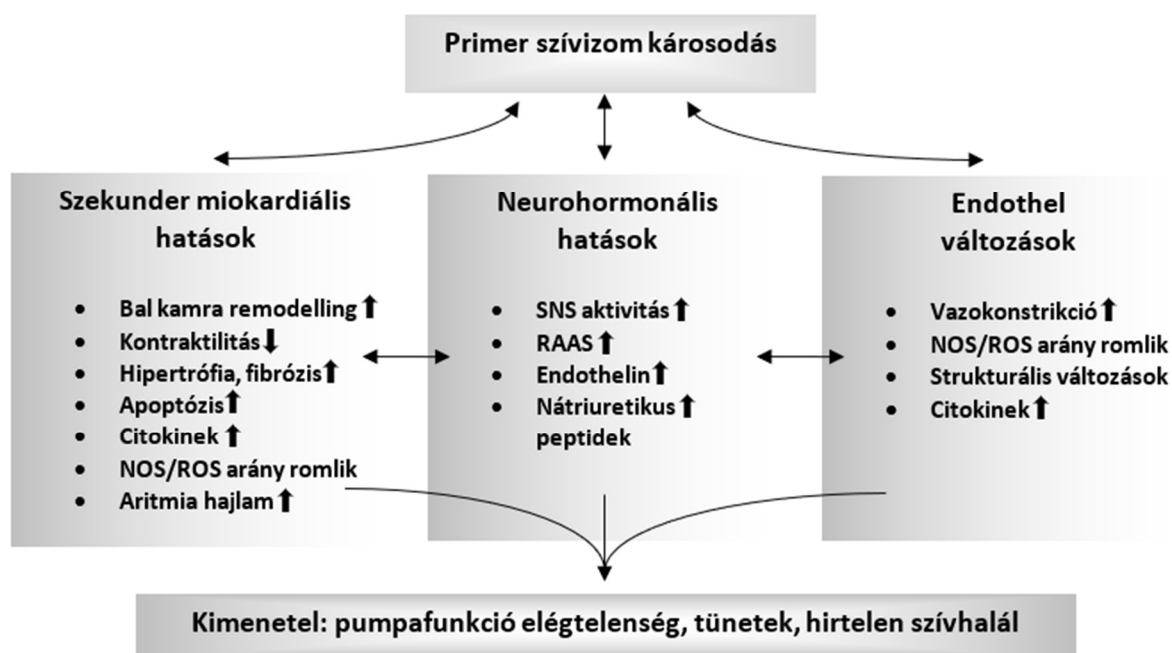 Primer szívizom károsodás
Szekunder miokardiális
hatások
• Bal kamra remodelling ⬆
• Kontraktilitás ⬇
• Hipertrófia, fibrózis ⬆
• Apoptózis ⬆
• Citokinek ⬆
• NOS/ROS arány romlik
• Aritmia hajlam ⬆
Neurohormonális
hatások
• SNS aktivitás ⬆
• RAAS ⬆
• Endothelin ⬆
• Nátriuretikus ⬆
peptidek
Endothel
változások
• Vazokonstrikció ⬆
• NOS/ROS arány romlik
• Strukturális változások
• Citokinek ⬆
Kimenetel: pumpafunkció elégtelenség, tünetek, hirtelen szívhalál